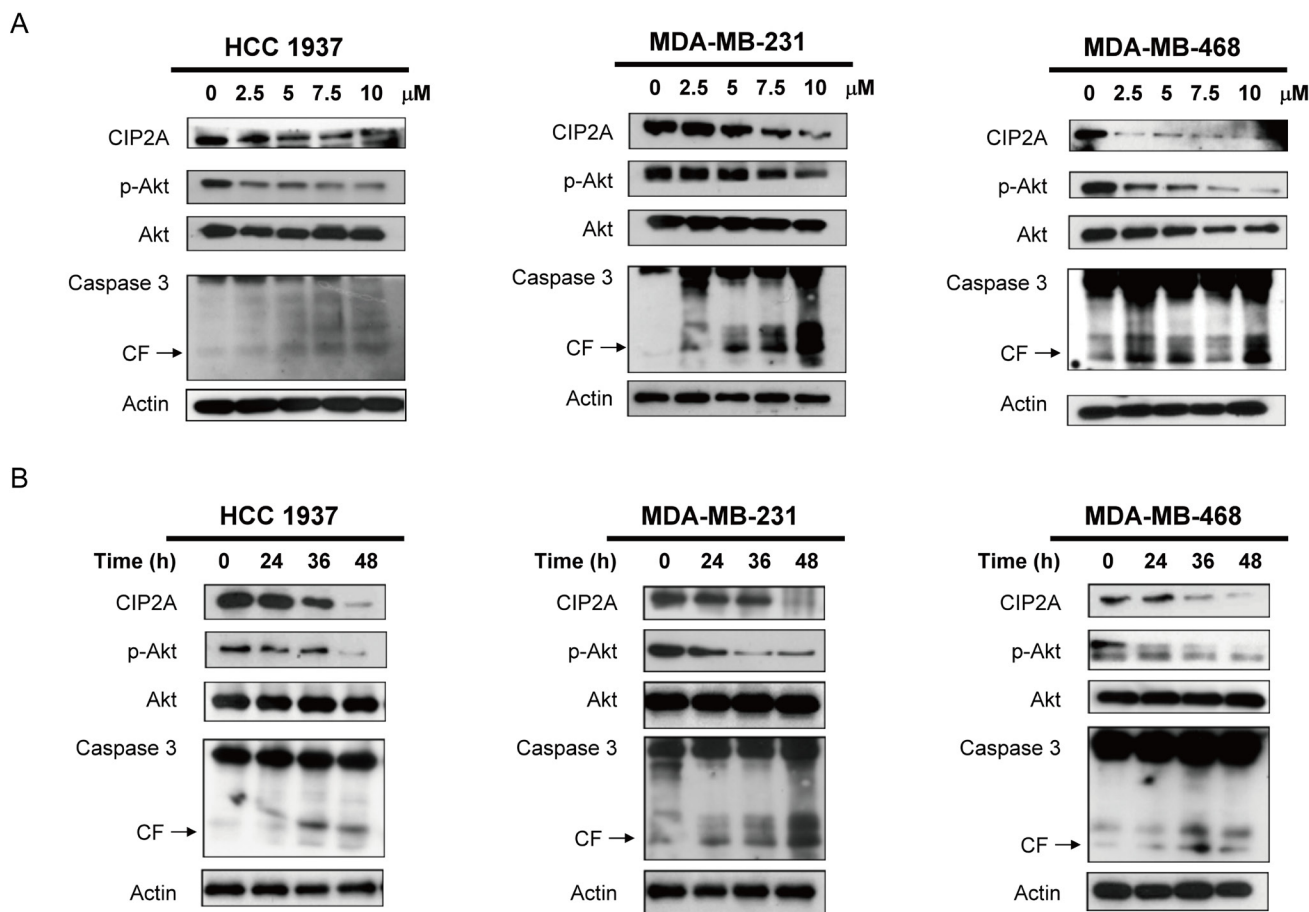 A
HCC 1937
0 2.5 5 7.5 10 μM
CIP2A
p-Akt
Akt
Caspase 3
CF
Actin
MDA-MB-231
0 2.5 5 7.5 10 μM
CIP2A
p-Akt
Akt
Caspase 3
CF
Actin
MDA-MB-468
0 2.5 5 7.5 10 μM
CIP2A
p-Akt
Akt
Caspase 3
CF
Actin
B
HCC 1937
Time (h) 0 24 36 48
CIP2A
p-Akt
Akt
Caspase 3
CF
Actin
MDA-MB-231
Time (h) 0 24 36 48
CIP2A
p-Akt
Akt
Caspase 3
CF
Actin
MDA-MB-468
Time (h) 0 24 36 48
CIP2A
p-Akt
Akt
Caspase 3
CF
Actin